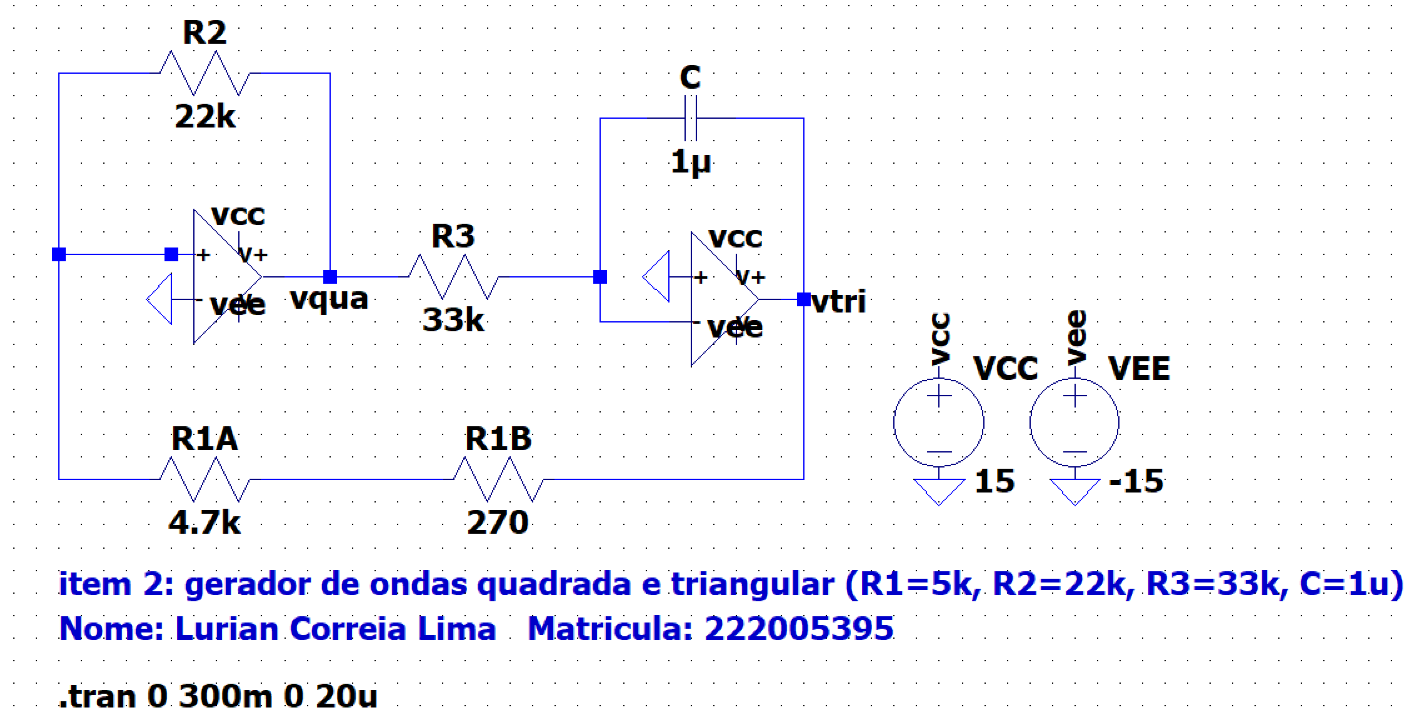 R2
22k
C
1µ
vcc
+
V+
-
vee
vqua
R3
33k
vcc
+
V+
-
vee
vtri
vcc
VCC
15
vee
VEE
-15
R1A
4.7k
R1B
270
item 2: gerador de ondas quadrada e triangular (R1=5k, R2=22k, R3=33k, C=1u)
Nome: Lurian Correia Lima Matricula: 222005395
.tran 0 300m 0 20u